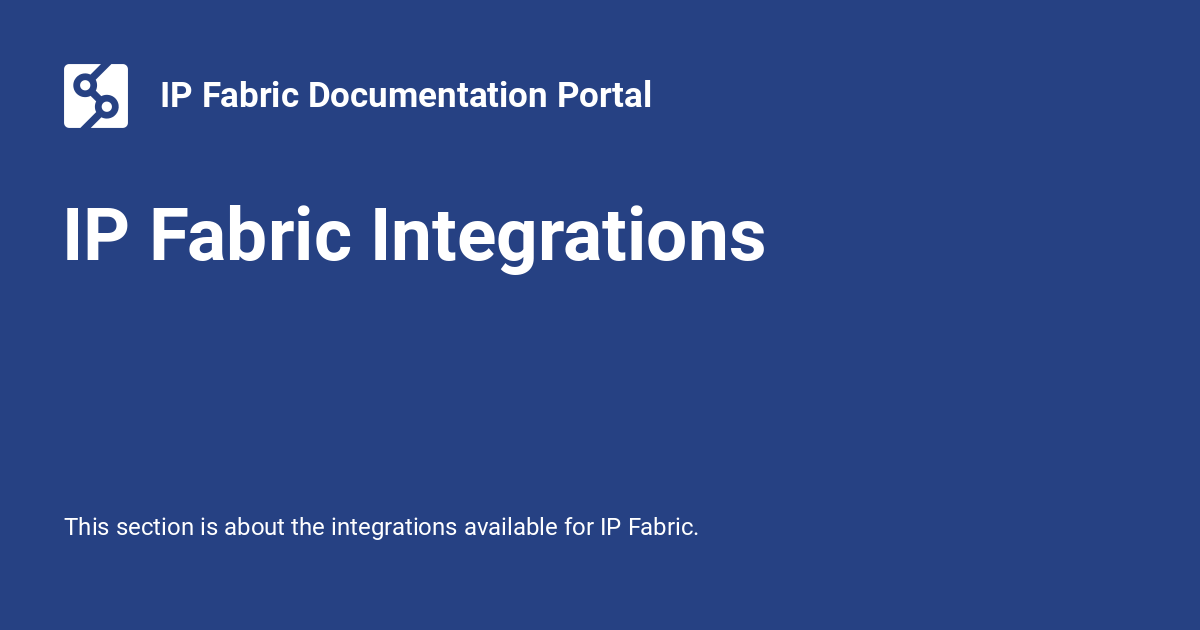 IP Fabric Documentation Portal
IP Fabric Integrations
This section is about the integrations available for IP Fabric.